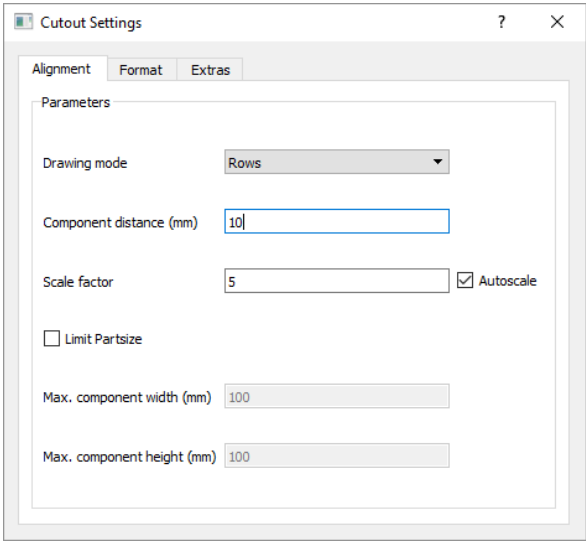 Cutout Settings ?
Alignment Format Extras
Parameters
Drawing mode Rows
Component distance (mm) 10
Scale factor 5 Autoscale
Limit Partsize
Max. component width (mm) 100
Max. component height (mm) 100